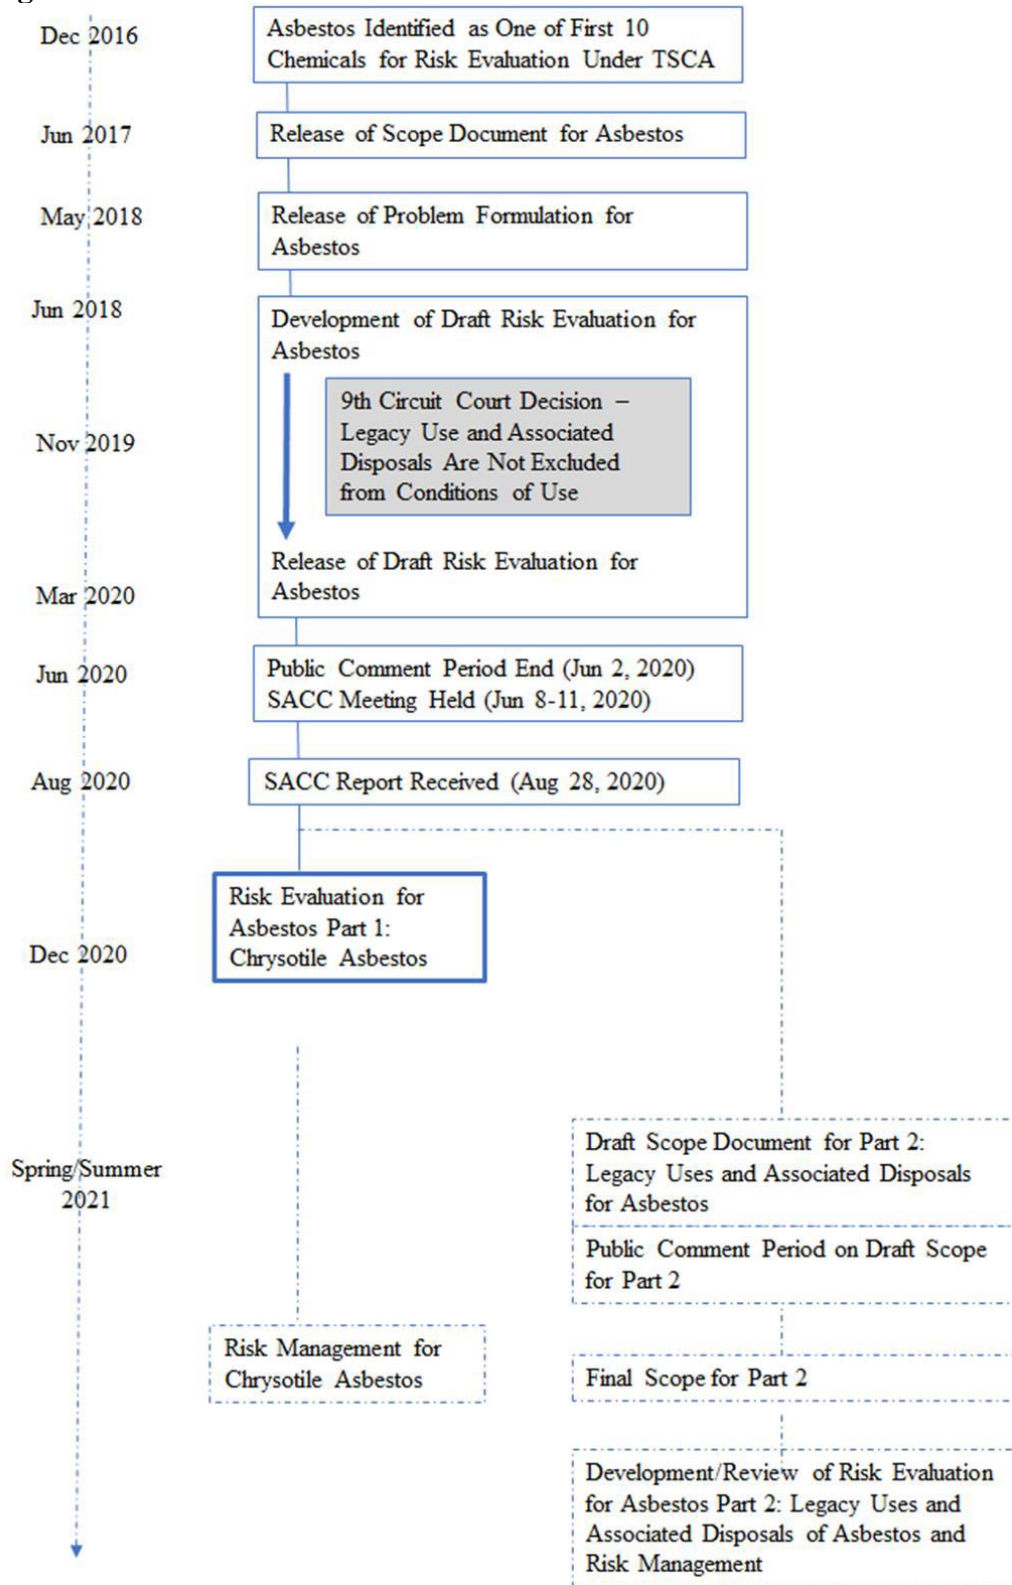 Dec 2016
Asbestos Identified as One of First 10
Chemicals for Risk Evaluation Under TSCA
Jun 2017
Release of Scope Document for Asbestos
May 2018
Release of Problem Formulation for
Asbestos
Jun 2018
Development of Draft Risk Evaluation for
Asbestos
Nov 2019
9th Circuit Court Decision –
Legacy Use and Associated
Disposals Are Not Excluded
from Conditions of Use
Mar 2020
Release of Draft Risk Evaluation for
Asbestos
Jun 2020
Public Comment Period End (Jun 2, 2020)
SACC Meeting Held (Jun 8-11, 2020)
Aug 2020
SACC Report Received (Aug 28, 2020)
Dec 2020
Risk Evaluation for
Asbestos Part 1:
Chrysotile Asbestos
Spring/Summer
2021
Draft Scope Document for Part 2:
Legacy Uses and Associated Disposals
for Asbestos
Public Comment Period on Draft Scope
for Part 2
Risk Management for
Chrysotile Asbestos
Final Scope for Part 2
Development/Review of Risk Evaluation
for Asbestos Part 2: Legacy Uses and
Associated Disposals of Asbestos and
Risk Management